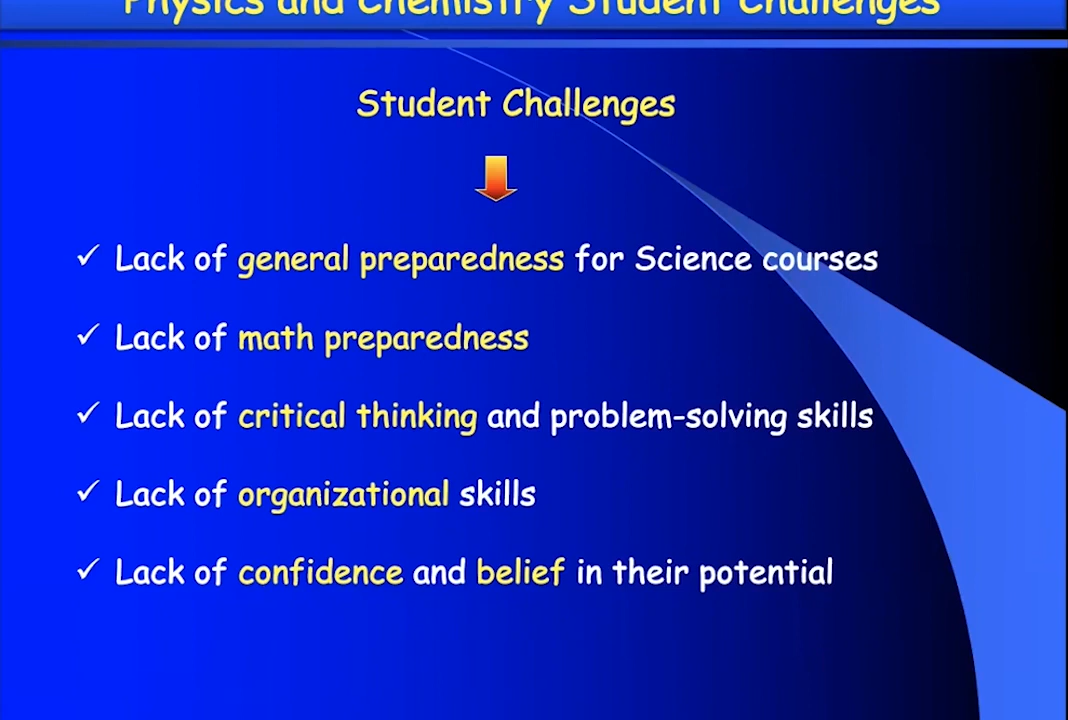 Physics and Chemistry Student Challenges
Student Challenges
✓ Lack of general preparedness for Science courses
✓ Lack of math preparedness
✓ Lack of critical thinking and problem-solving skills
✓ Lack of organizational skills
✓ Lack of confidence and belief in their potential